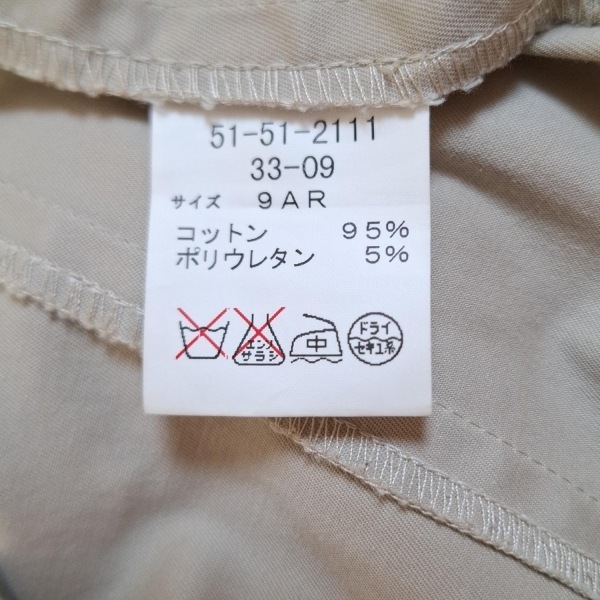 51-51-2111
33-09
サイズ 9AR
コットン 95%
ポリウレタン 5%
エンソ サラシ
中
ドライ
セキユ系